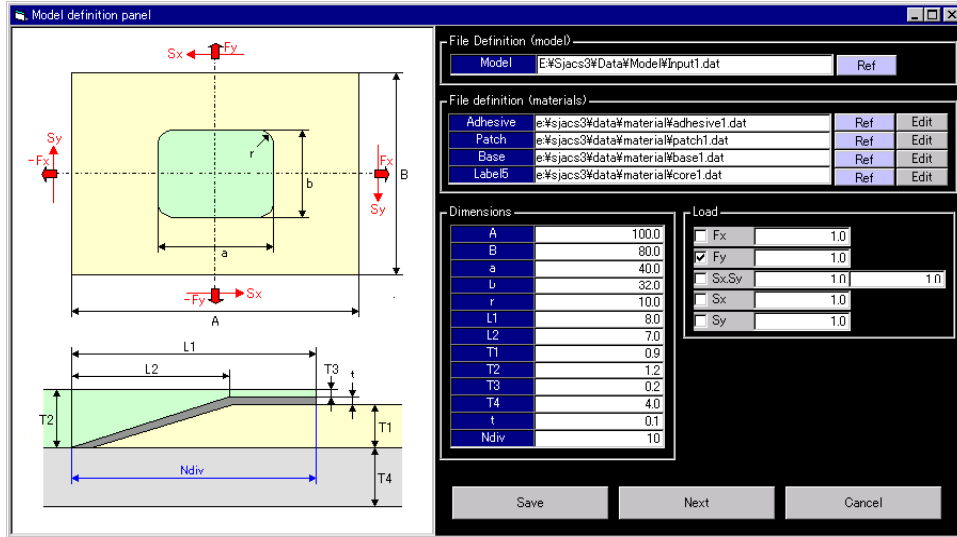 Model definition panel
Sx Fy
Sy
-Fx
r
b
Fx
B
Sy
a
-Fy Sx
A
L1
L2 T3 t
T2 T1
Ndiv
T4
File Definition (model)
Model E:¥Sjacs3¥Data¥Model¥Input1.dat Ref
File definition (materials)
Adhesive e:¥sjacs3¥data¥material¥adhesive1.dat Ref Edit
Patch e:¥sjacs3¥data¥material¥patch1.dat Ref Edit
Base e:¥sjacs3¥data¥material¥base1.dat Ref Edit
Label5 e:¥sjacs3¥data¥material¥core1.dat Ref Edit
Dimensions
A 100.0
B 80.0
a 40.0
b 32.0
r 10.0
L1 8.0
L2 7.0
T1 0.9
T2 1.2
T3 0.2
T4 4.0
t 0.1
Ndiv 10
Load
Fx 1.0
Fy 1.0
Sx.Sy 1.0 1.0
Sx 1.0
Sy 1.0
Save Next Cancel